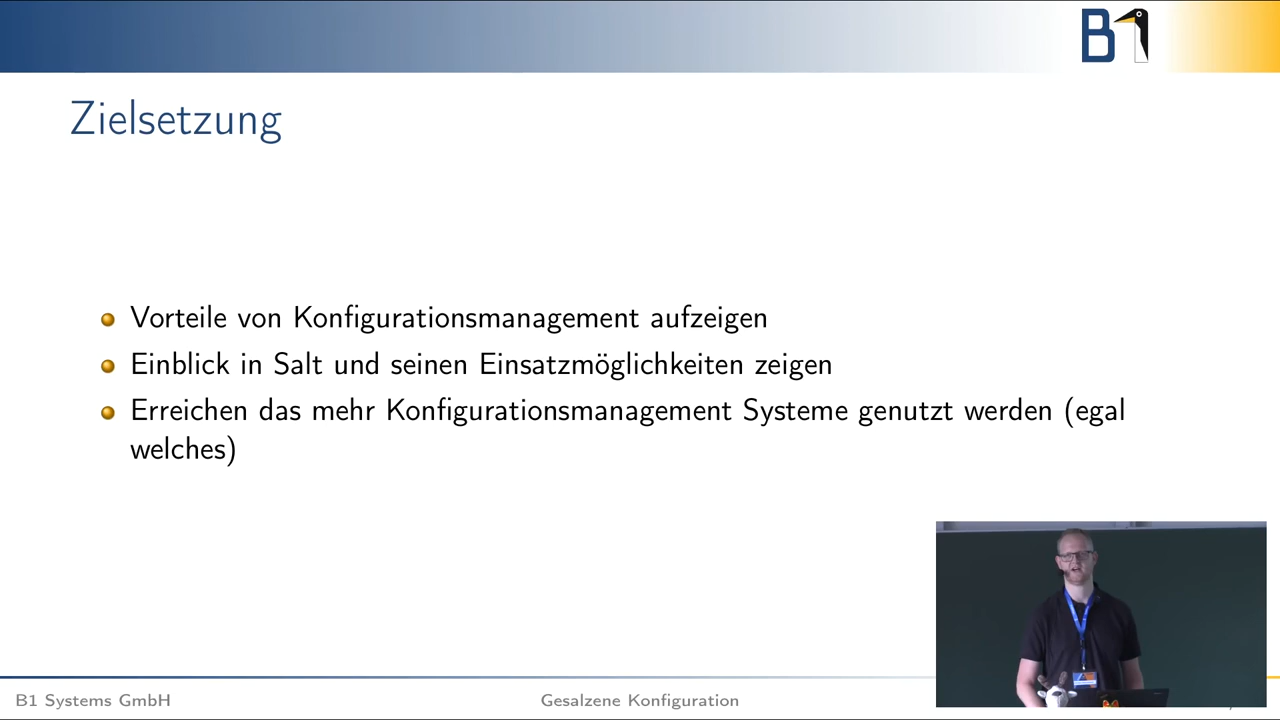 B1
Zielsetzung
Vorteile von Konfigurationsmanagement aufzeigen
Einblick in Salt und seinen Einsatzmöglichkeiten zeigen
Erreichen das mehr Konfigurationsmanagement Systeme genutzt werden (egal
welches)
B1 Systems GmbH
Gesalzene Konfiguration